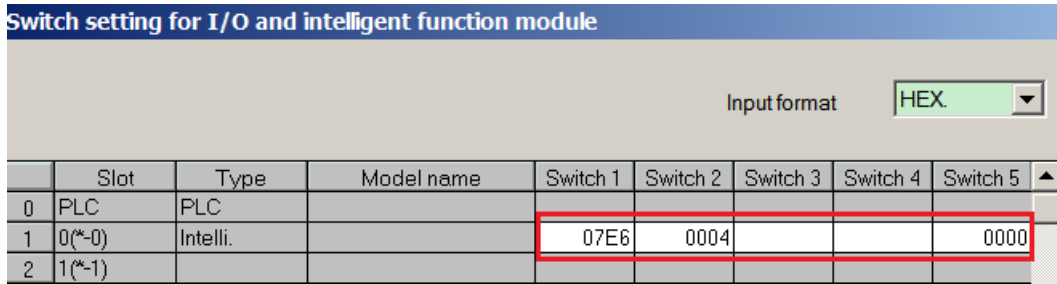 Switch setting for I/O and intelligent function module
Input format HEX.
Slot Type Model name Switch 1 Switch 2 Switch 3 Switch 4 Switch 5
0 PLC PLC
1 0(*-0) Intelli. 07E6 0004 0000
2 1(*-1)